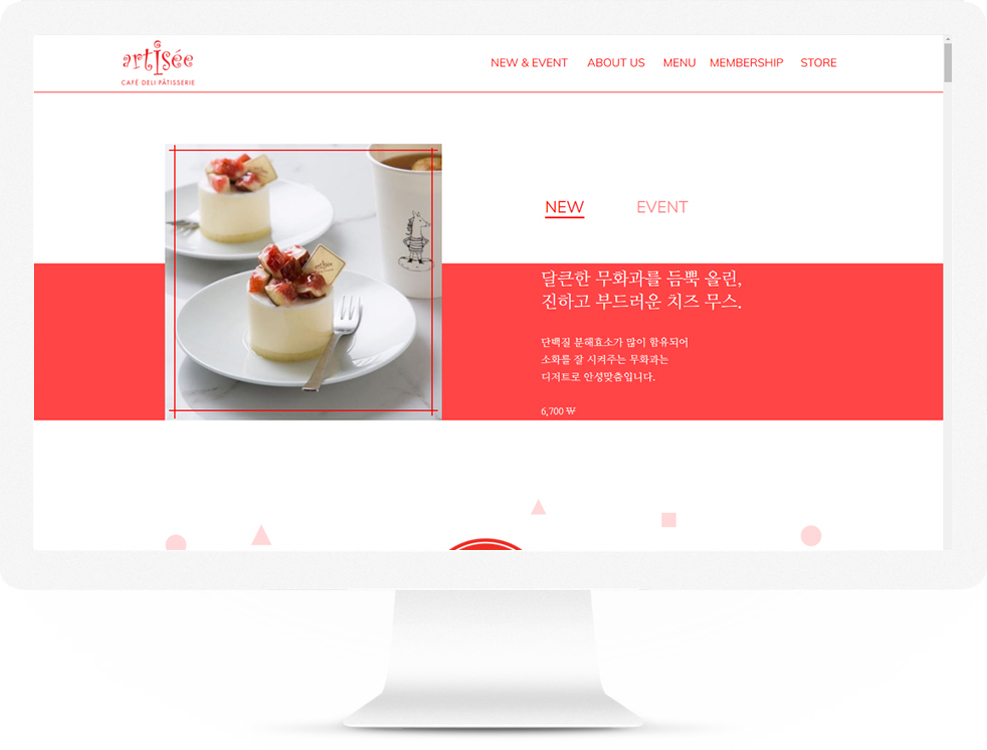 artisée
CAFÉ DELI PÂTISSERIE
NEW & EVENT ABOUT US MENU MEMBERSHIP STORE
NEW EVENT
달큰한 무화과를 듬뿍 올린,
진하고 부드러운 치즈 무스.
단백질 분해효소가 많이 함유되어
소화를 잘 시켜주는 무화과는
디저트로 안성맞춤입니다.
6,700 ₩